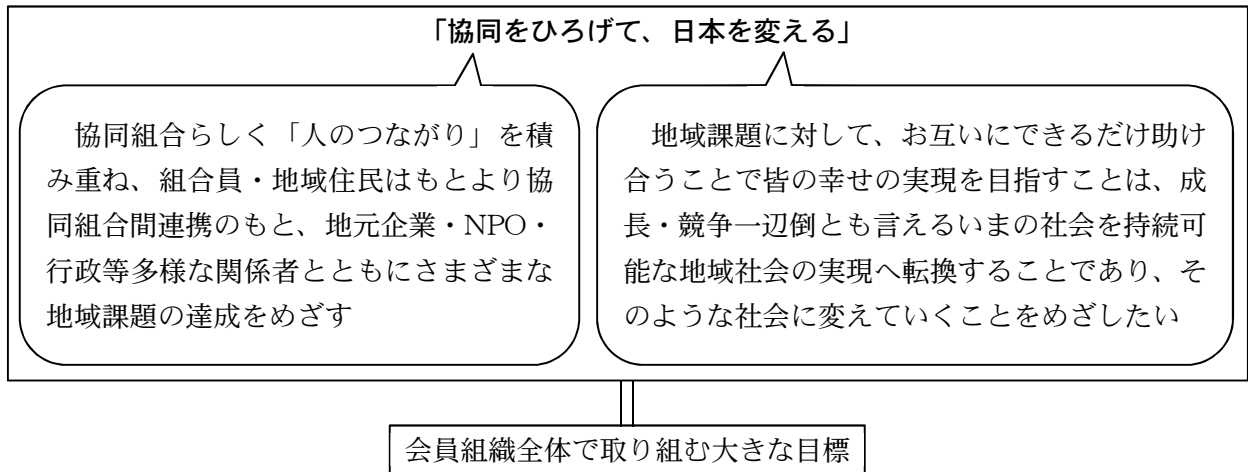 「協同をひろげて、日本を変える」
協同組合らしく「人のつながり」を積
み重ね、組合員・地域住民はもとより協
同組合間連携のもと、地元企業・NPO・
行政等多様な関係者とともにさまざまな
地域課題の達成をめざす
地域課題に対して、お互いにできるだけ助け
合うことで皆の幸せの実現を目指すことは、成
長・競争一辺倒とも言えるいまの社会を持続可
能な地域社会の実現へ転換することであり、そ
のような社会に変えていくことをめざしたい
会員組織全体で取り組む大きな目標